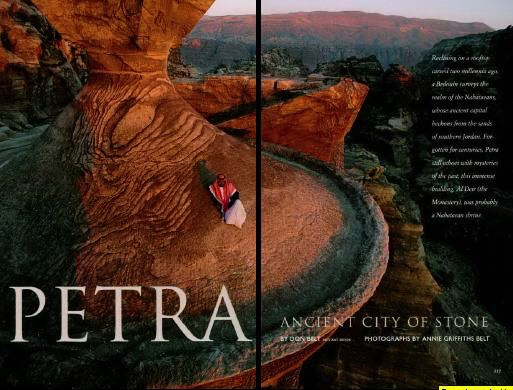 Reclining on a rooftop
carved two millennia ago,
a Bedouin surveys the
realm of the Nabataeans,
whose ancient capital
beckons from the sands
of southern Jordan. For-
gotten for centuries, Petra
still echoes with mysteries
of the past; this immense
building, Al Deir (the
Monastery), was probably
a Nabataean shrine.
PETRA
ANCIENT CITY OF STONE
BY DON BELT
PHOTOGRAPHS BY ANNIE GRIFFITHS BELT